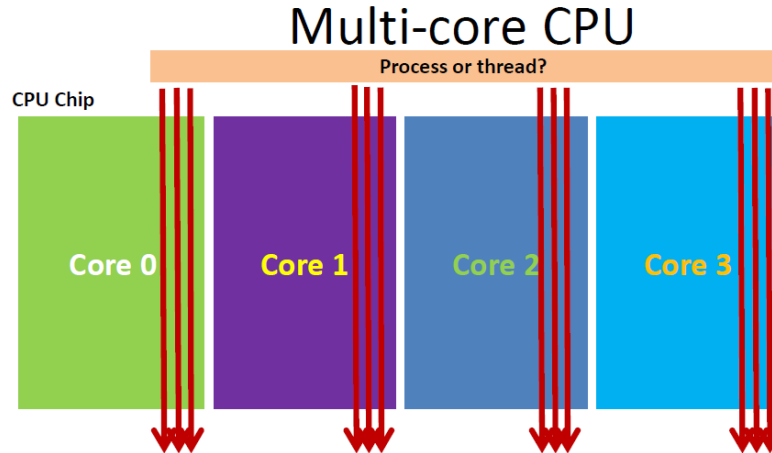 Multi-core CPU
Process or thread?
CPU Chip
Core 0
Core 1
Core 2
Core 3